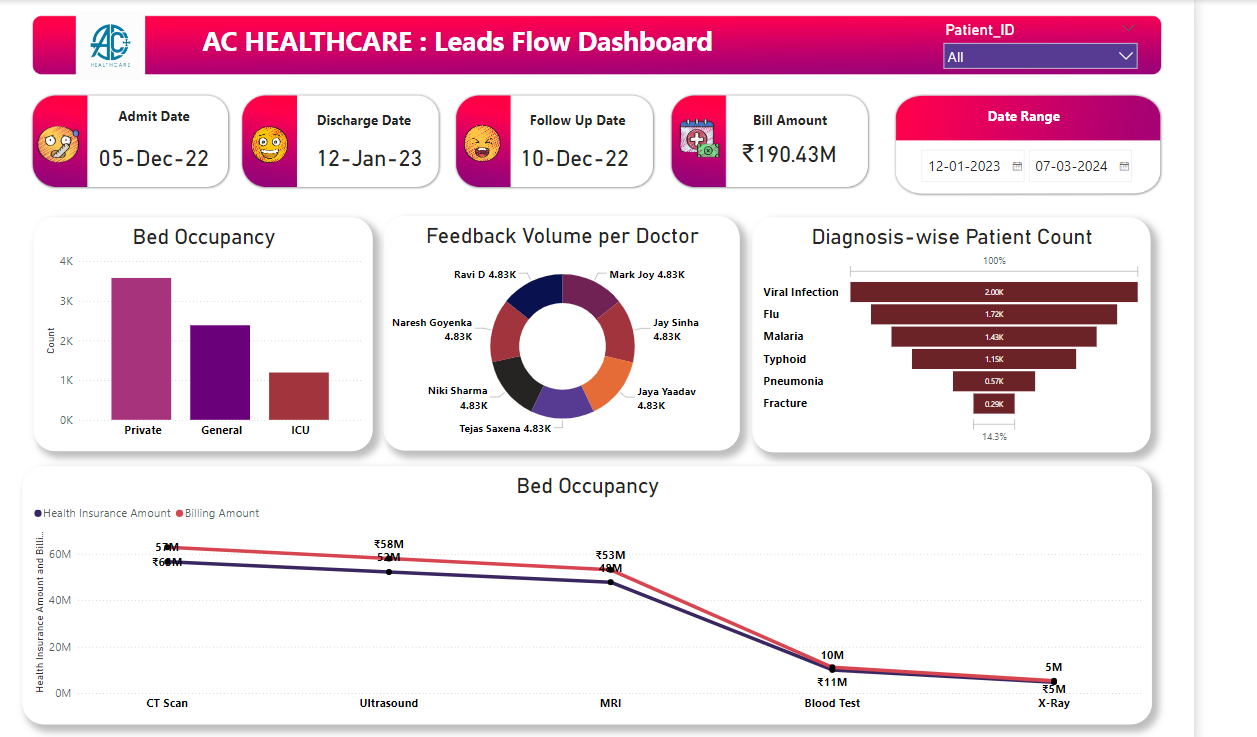 AC
HEALTHCARE
AC HEALTHCARE : Leads Flow Dashboard
Patient_ID
All
Admit Date
05-Dec-22
Discharge Date
12-Jan-23
Follow Up Date
10-Dec-22
Bill Amount
₹190.43M
Date Range
12-01-2023
07-03-2024
Bed Occupancy
Count
4K
3K
2K
1K
0K
Private
General
ICU
Feedback Volume per Doctor
Ravi D 4.83K
Mark Joy 4.83K
Naresh Goyenka
4.83K
Jay Sinha
4.83K
Niki Sharma
4.83K
Jaya Yaadav
4.83K
Tejas Saxena 4.83K
Diagnosis-wise Patient Count
100%
Viral Infection 2.00K
Flu 1.72K
Malaria 1.43K
Typhoid 1.15K
Pneumonia 0.57K
Fracture 0.29K
14.3%
Bed Occupancy
Health Insurance Amount Billing Amount
Health Insurance Amount and Billi...
60M
40M
20M
0M
57M
₹58M
52M
₹53M
48M
10M
₹11M
5M
₹5M
CT Scan
Ultrasound
MRI
Blood Test
X-Ray